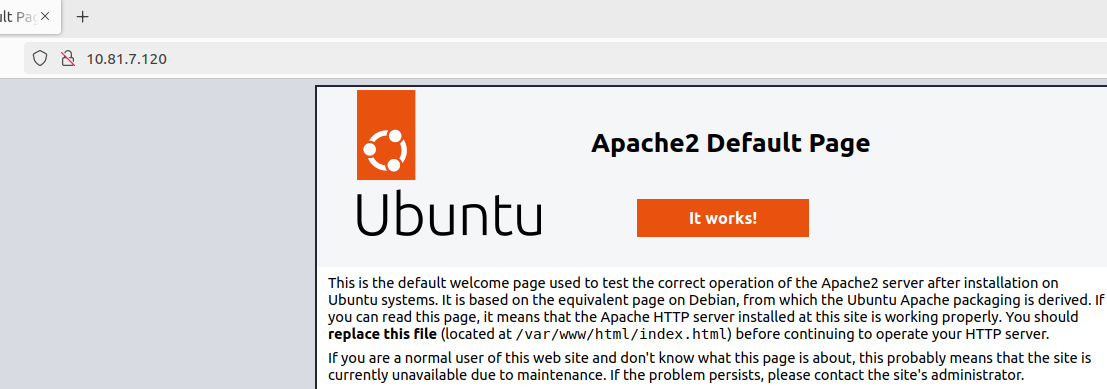 ult Pag
10.81.7.120
Apache2 Default Page
Ubuntu
It works!
This is the default welcome page used to test the correct operation of the Apache2 server after installation on
Ubuntu systems. It is based on the equivalent page on Debian, from which the Ubuntu Apache packaging is derived. If
you can read this page, it means that the Apache HTTP server installed at this site is working properly. You should
replace this file (located at /var/www/html/index.html) before continuing to operate your HTTP server.
If you are a normal user of this web site and don't know what this page is about, this probably means that the site is
currently unavailable due to maintenance. If the problem persists, please contact the site's administrator.